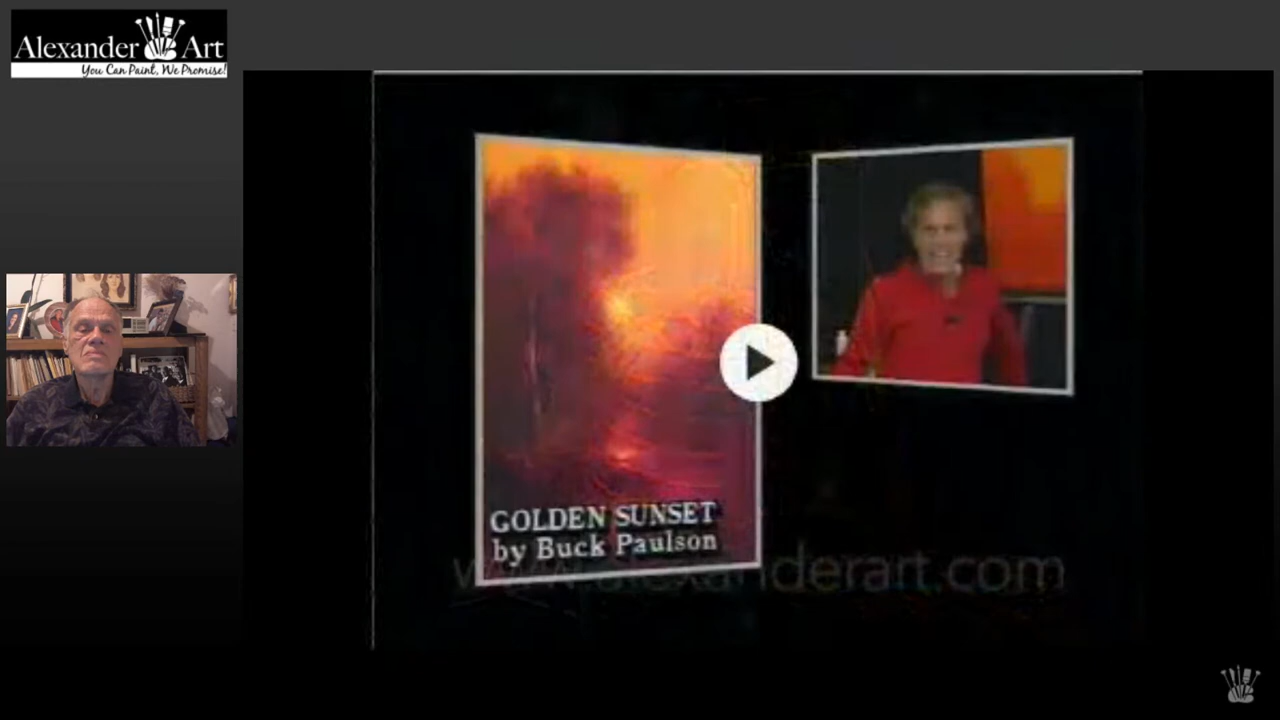 Alexander Art
You Can Paint, We Promise!
GOLDEN SUNSET
by Buck Paulson
www.alexanderart.com